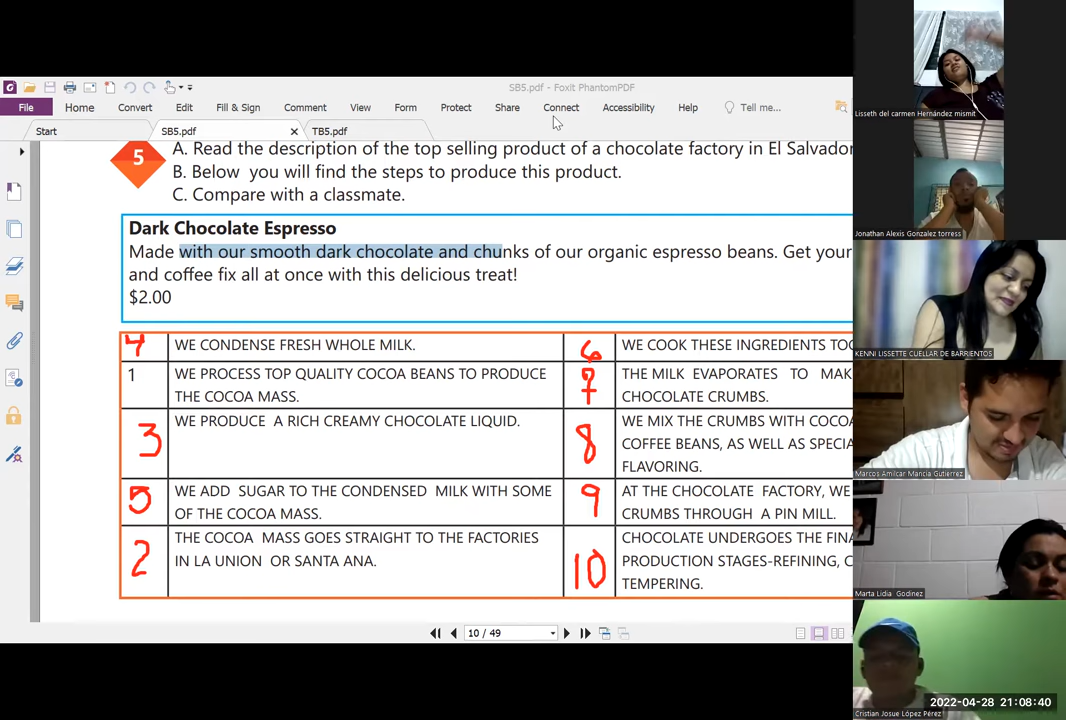 SB5.pdf - Foxit PhantomPDF
File Home Convert Edit Fill & Sign Comment View Form Protect Share Connect Accessibility Help Tell me...
Start SB5.pdf TB5.pdf
5
A. Read the description of the top selling product of a chocolate factory in El Salvador
B. Below you will find the steps to produce this product.
C. Compare with a classmate.
Dark Chocolate Espresso
Made with our smooth dark chocolate and chunks of our organic espresso beans. Get your
and coffee fix all at once with this delicious treat!
$2.00
4 WE CONDENSE FRESH WHOLE MILK.
1 WE PROCESS TOP QUALITY COCOA BEANS TO PRODUCE
THE COCOA MASS.
3 WE PRODUCE A RICH CREAMY CHOCOLATE LIQUID.
5 WE ADD SUGAR TO THE CONDENSED MILK WITH SOME
OF THE COCOA MASS.
2 THE COCOA MASS GOES STRAIGHT TO THE FACTORIES
IN LA UNION OR SANTA ANA.
6 WE COOK THESE INGREDIENTS TOG
7 THE MILK EVAPORATES TO MAK
CHOCOLATE CRUMBS.
8 WE MIX THE CRUMBS WITH COCOA
COFFEE BEANS, AS WELL AS SPECIA
FLAVORING.
9 AT THE CHOCOLATE FACTORY, WE
CRUMBS THROUGH A PIN MILL.
10 CHOCOLATE UNDERGOES THE FINA
PRODUCTION STAGES-REFINING, C
TEMPERING.
10 / 49
Lisseth del carmen Hernández mismit
Jonathan Alexis Gonzalez torress
KENNI LISSETTE CUELLAR DE BARRIENTOS
Marcos Amilcar Mancia Gutierrez
Marta Lidia Godinez
2022-04-28 21:08:40
Cristian Josue López Pérez